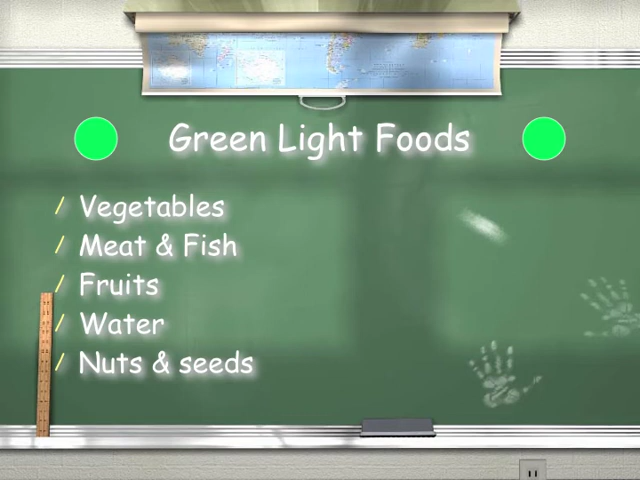 Green Light Foods
Vegetables
Meat & Fish
Fruits
Water
Nuts & seeds